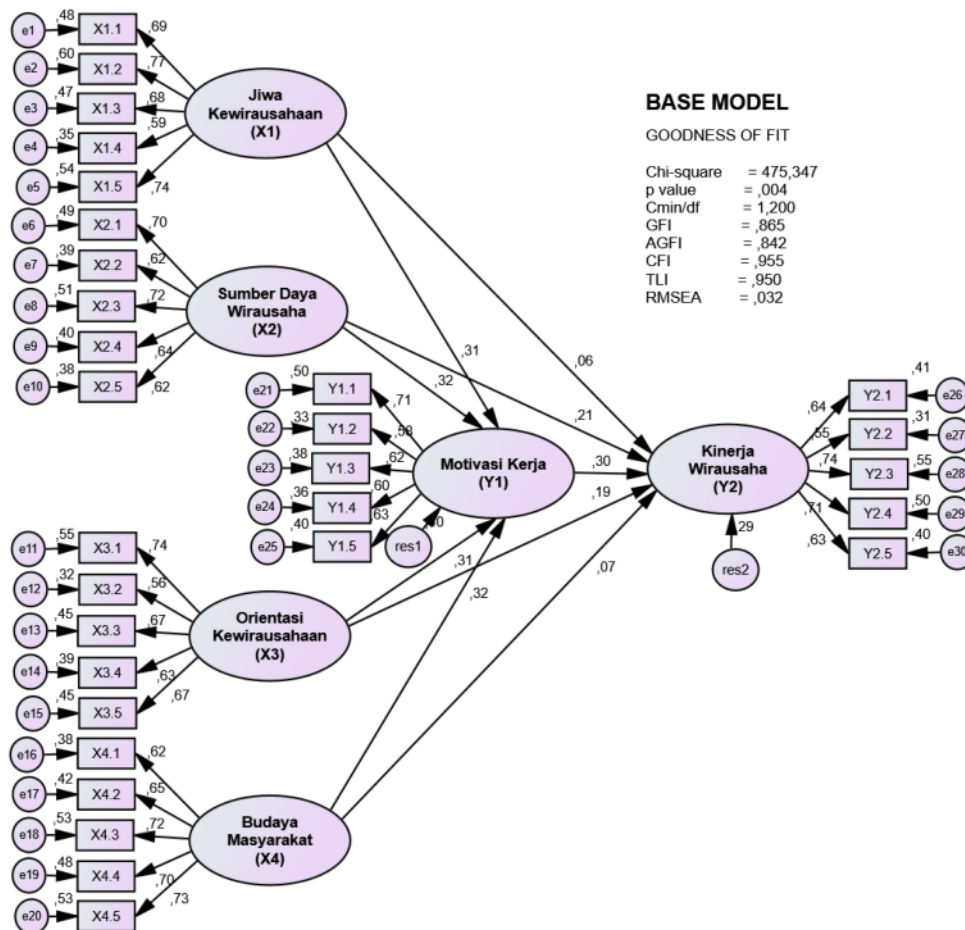 e1
,48
X1.1
,69
e2
,60
X1.2
,77
e3
,47
X1.3
,68
e4
,35
X1.4
,59
e5
,54
X1.5
,74
Jiwa
Kewirausahaan
(X1)
e6
,49
X2.1
,70
e7
,39
X2.2
,62
e8
,51
X2.3
,72
e9
,40
X2.4
,64
e10
,38
X2.5
,62
Sumber Daya
Wirausaha
(X2)
BASE MODEL
GOODNESS OF FIT
Chi-square = 475,347
p value = ,004
Cmin/df = 1,200
GFI = ,865
AGFI = ,842
CFI = ,955
TLI = ,950
RMSEA = ,032
,31
,32
,06
,21
,30
,19
,31
,32
,07
e21
,50
Y1.1
,71
e22
,33
Y1.2
,58
e23
,38
Y1.3
,62
e24
,36
Y1.4
,60
e25
,40
Y1.5
,63
Motivasi Kerja
(Y1)
res1
Kinerja
Wirausaha
(Y2)
,29
res2
,64
Y2.1
,41
e26
,55
Y2.2
,31
e27
,74
Y2.3
,55
e28
,71
Y2.4
,50
e29
,63
Y2.5
,40
e30
e11
,55
X3.1
,74
e12
,32
X3.2
,56
e13
,45
X3.3
,67
e14
,39
X3.4
,63
e15
,45
X3.5
,67
Orientasi
Kewirausahaan
(X3)
e16
,38
X4.1
,62
e17
,42
X4.2
,65
e18
,53
X4.3
,72
e19
,48
X4.4
,70
e20
,53
X4.5
,73
Budaya
Masyarakat
(X4)